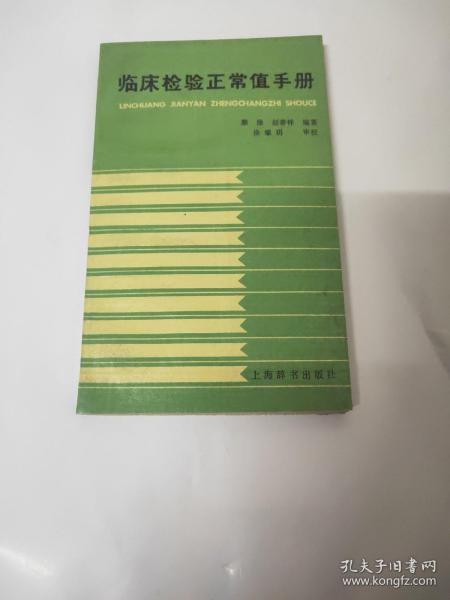 临床检验正常值手册
LINCHUANG JIANYAN ZHENGCHANGZHI SHOUCE
编著
审校
上海辞书出版社
孔夫子旧书网
www.kongfz.com